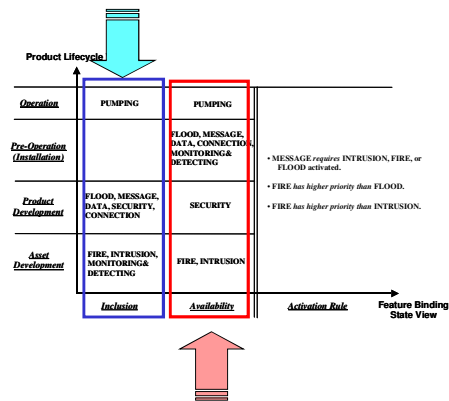 Product Lifecycle
Operation
PUMPING
PUMPING
Pre-Operation
(Installation)
FLOOD, MESSAGE,
DATA, CONNECTION,
MONITORING&
DETECTING
Product
Development
FLOOD, MESSAGE,
DATA, SECURITY,
CONNECTION
SECURITY
Asset
Development
FIRE, INTRUSION,
MONITORING&
DETECTING
FIRE, INTRUSION
• MESSAGE requires INTRUSION, FIRE, or
FLOOD activated.
• FIRE has higher priority than FLOOD.
• FIRE has higher priority than INTRUSION.
Inclusion
Availability
Activation Rule
Feature Binding
State View